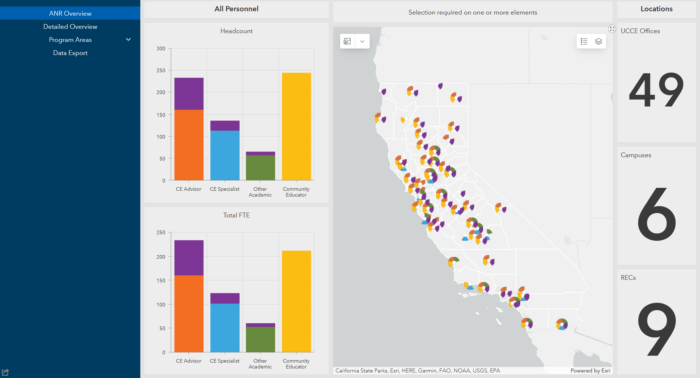 ANR Overview
Detailed Overview
Program Areas
Data Export
All Personnel
Headcount
300
250
200
150
100
50
0
CE Advisor
CE Specialist
Other
Academic
Community
Educator
Total FTE
250
200
150
100
50
0
CE Advisor
CE Specialist
Other
Academic
Community
Educator
Selection required on one or more elements
California State Parks, Esri, HERE, Garmin, FAO, NOAA, USGS, EPA
Powered by Esri
Locations
UCCE Offices
49
Campuses
6
RECs
9